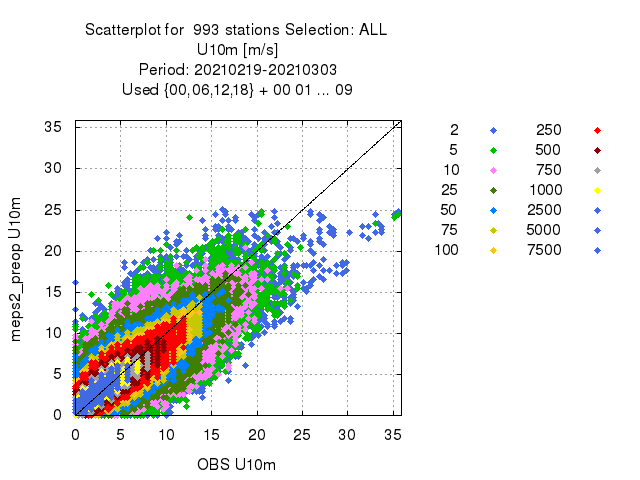 Scatterplot for 993 stations Selection: ALL
U10m [m/s]
Period: 20210219-20210303
Used {00,06,12,18} + 00 01 ... 09
meps2_preop U10m
35
30
25
20
15
10
5
0
0 5 10 15 20 25 30 35
OBS U10m
2 250
5 500
10 750
25 1000
50 2500
75 5000
100 7500